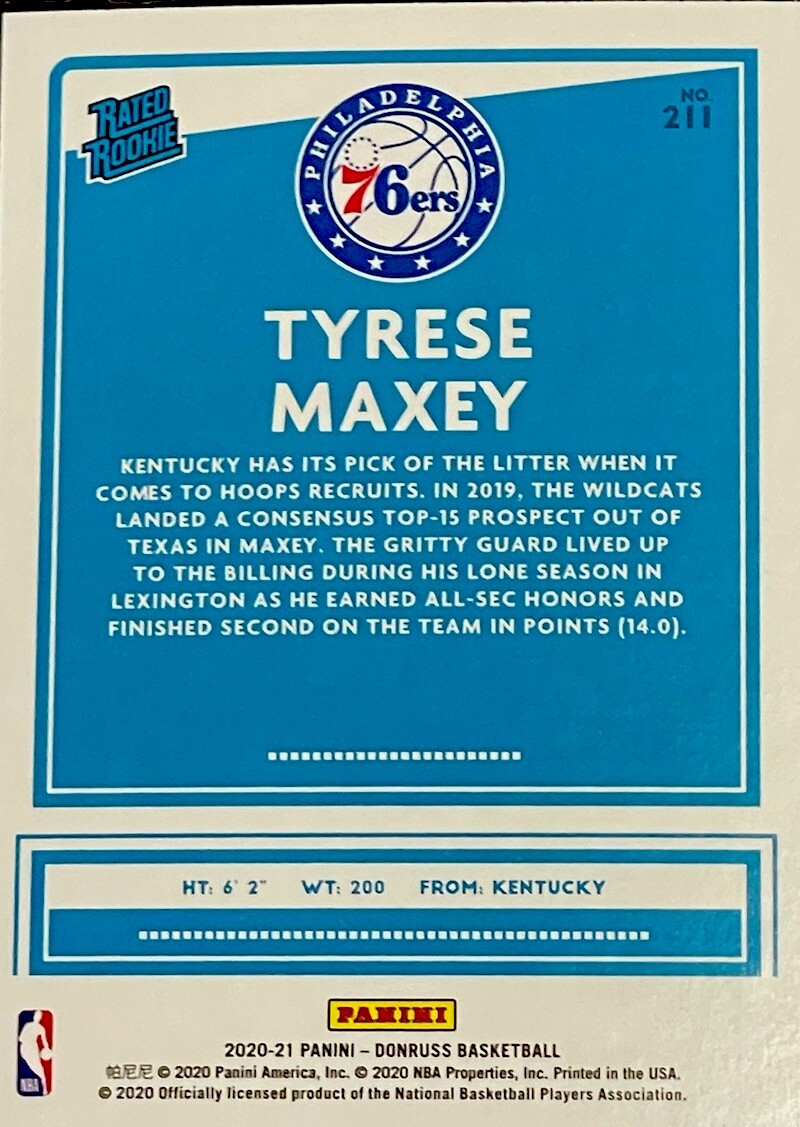 RATED
ROOKIE
PHILADELPHIA
76ers
NO.
211
TYRESE
MAXEY
KENTUCKY HAS ITS PICK OF THE LITTER WHEN IT
COMES TO HOOPS RECRUITS. IN 2019, THE WILDCATS
LANDED A CONSENSUS TOP-15 PROSPECT OUT OF
TEXAS IN MAXEY. THE GRITTY GUARD LIVED UP
TO THE BILLING DURING HIS LONE SEASON IN
LEXINGTON AS HE EARNED ALL-SEC HONORS AND
FINISHED SECOND ON THE TEAM IN POINTS (14.0).
HT: 6' 2" WT: 200 FROM: KENTUCKY
PANINI
NBA
2020-21 PANINI – DONRUSS BASKETBALL
帕尼尼 © 2020 Panini America, Inc. © 2020 NBA Properties, Inc. Printed in the USA.
© 2020 Officially licensed product of the National Basketball Players Association.